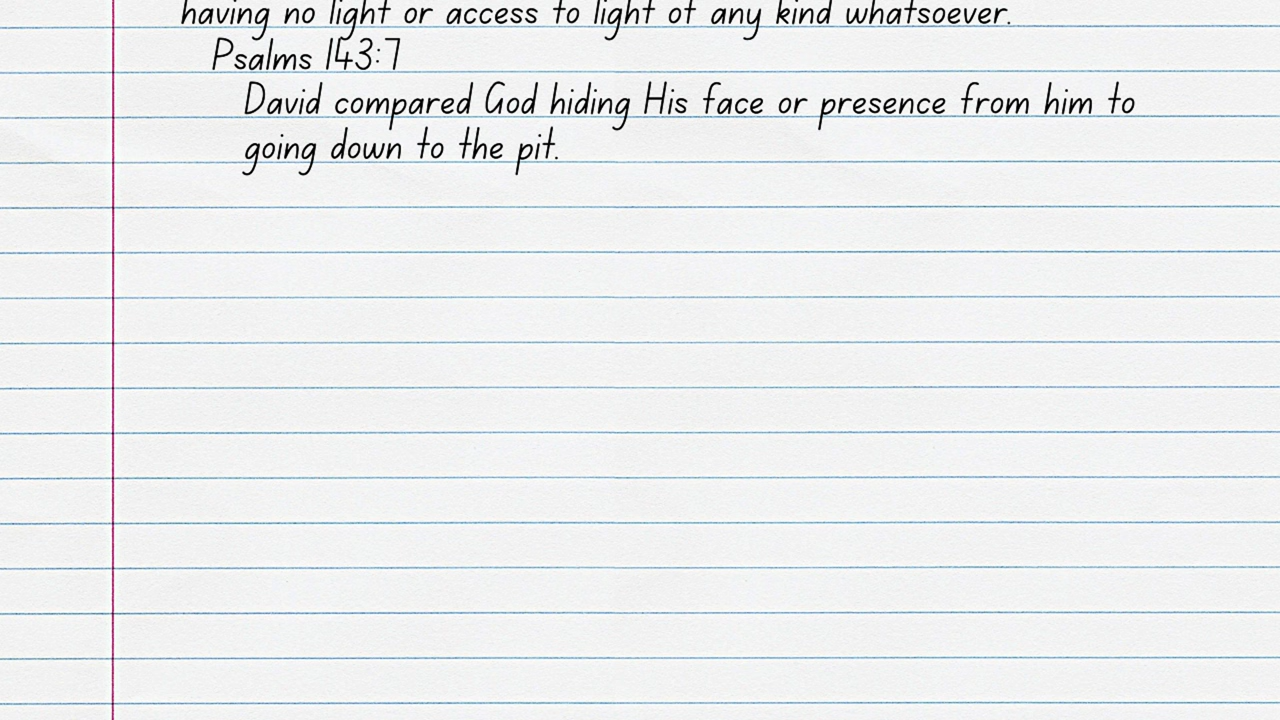 having no light or access to light of any kind whatsoever.
Psalms 143:7
David compared God hiding His face or presence from him to
going down to the pit.